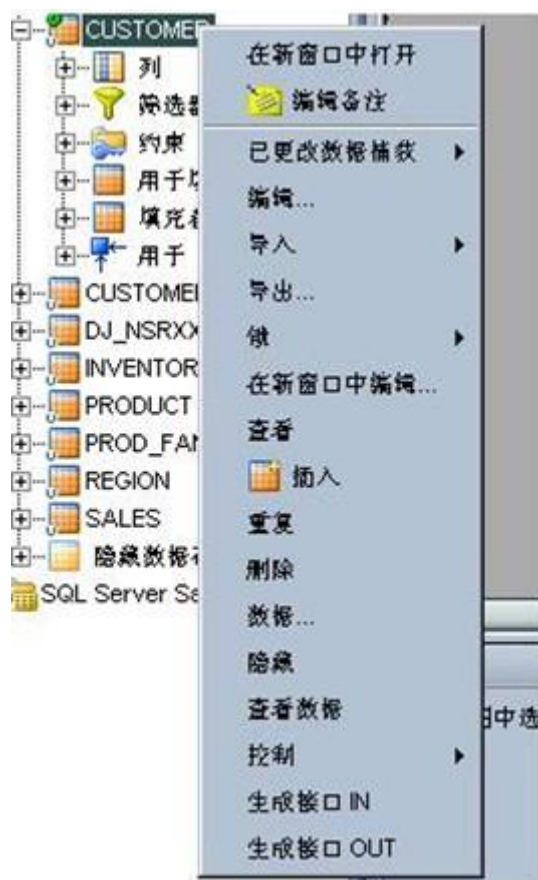 CUSTOMER
列
筛选器
约束
用于
填充
用于
CUSTOME
DJ_NSRXX
INVENTOR
PRODUCT
PROD_FAN
REGION
SALES
隐藏数据
SQL Server Se
在新窗口中打开
编辑备注
已更改数据捕获
编辑...
导入
导出...
锁
在新窗口中编辑...
查看
插入
重复
删除
数据...
隐藏
查看数据
控制
生成接口 IN
生成接口 OUT
中选